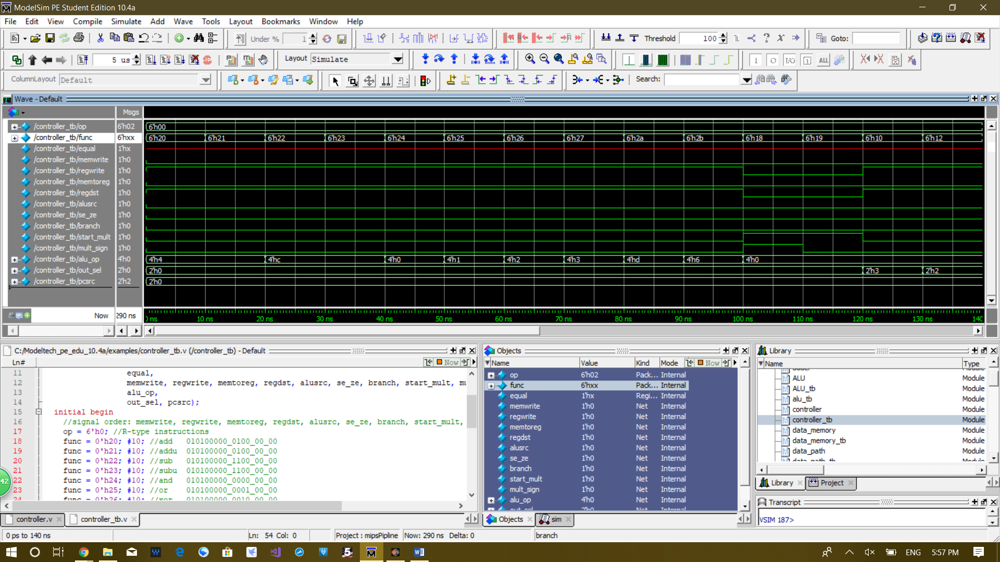 ModelSim PE Student Edition 10.4a
File Edit View Compile Simulate Add Wave Tools Layout Bookmarks Window Help
Under % 1 Threshold 100 Goto:
5 us Layout Simulate ALL
ColumnLayout Default Search:
Wave - Default
Msgs
/controller_tb/op 6'h02 6'h00
/controller_tb/func 6'hxx 6'h20 6'h21 6'h22 6'h23 6'h24 6'h25 6'h26 6'h27 6'h2a 6'h2b 6'h18 6'h19 6'h10 6'h12
/controller_tb/equal 1'hx
/controller_tb/memwrite 1'h0
/controller_tb/regwrite 1'h0
/controller_tb/memtoreg 1'h0
/controller_tb/regdst 1'h0
/controller_tb/alusrc 1'h0
/controller_tb/se_ze 1'h0
/controller_tb/branch 1'h0
/controller_tb/start_mult 1'h0
/controller_tb/mult_sign 1'h0
/controller_tb/alu_op 4'h0 4'h4 4'hc 4'h0 4'h1 4'h2 4'h3 4'hd 4'h6 4'h0
/controller_tb/out_sel 2'h0 2'h0 2'h3 2'h2
/controller_tb/pcsrc 2'h2 2'h0
Now 290 ns ns 10 ns 20 ns 30 ns 40 ns 50 ns 60 ns 70 ns 80 ns 90 ns 100 ns 110 ns 120 ns 130 ns 140
C:/Modeltech_pe_edu_10.4a/examples/controller_tb.v (/controller_tb) - Default
Ln# Now
11 equal,
12 memwrite, regwrite, memtoreg, regdst, alusrc, se_ze, branch, start_mult, mu
13 alu_op,
14 out_sel, pcsrc);
15 initial begin
16 //signal order: memwrite, regwrite, memtoreg, regdst, alusrc, se_ze, branch, start_mult,
17 op = 6'h0; //R-type instructions
18 func = 0'h20; #10; //add 010100000_0100_00_00
19 func = 0'h21; #10; //addu 010100000_0100_00_00
20 func = 0'h22; #10; //sub 010100000_1100_00_00
21 func = 0'h23; #10; //subu 010100000_1100_00_00
22 func = 0'h24; #10; //and 010100000_0000_00_00
23 func = 0'h25; #10; //or 010100000_0001_00_00
24 func = 0'h26; #10; //xor 010100000_0010_00_00
42
controller.v controller_tb.v
Objects
Name Value Kind Mode Now
op 6'h02 Pack... Internal
func 6'hxx Pack... Internal
equal 1'hx Regi... Internal
memwrite 1'h0 Net Internal
regwrite 1'h0 Net Internal
memtoreg 1'h0 Net Internal
regdst 1'h0 Net Internal
alusrc 1'h0 Net Internal
se_ze 1'h0 Net Internal
branch 1'h0 Net Internal
start_mult 1'h0 Net Internal
mult_sign 1'h0 Net Internal
alu_op 4'h0 Net Internal
out_sel 2'h0 Net Internal
Objects sim
Library
Name Type
adder Module
ALU Module
ALU_tb Module
alu_tb Module
controller Module
controller_tb Module
data_memory Module
data_memory_tb Module
data_path Module
data_path_tb Module
Library Project
Transcript
VSIM 187>
0 ps to 140 ns Ln: 54 Col: 0 Project : mipsPipline Now: 290 ns Delta: 0 branch
ENG 5:57 PM